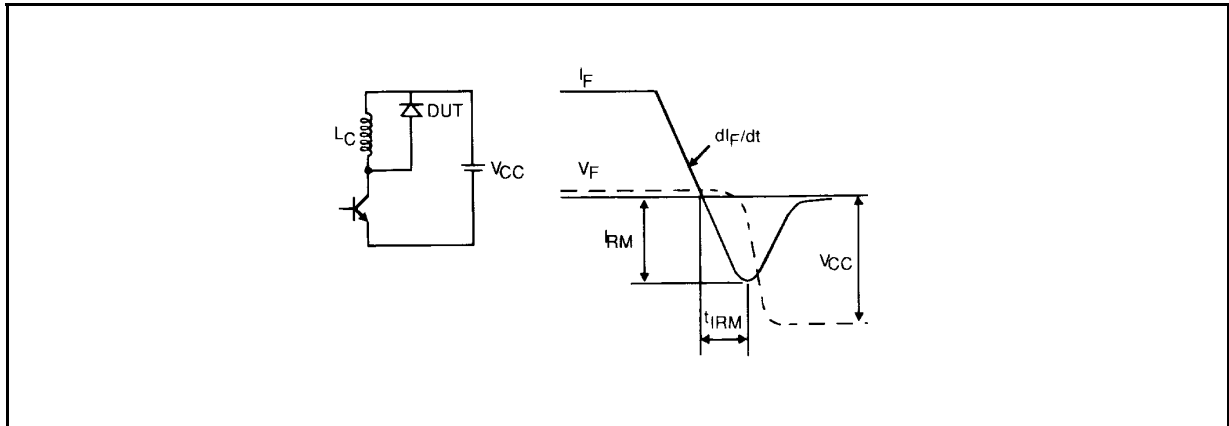 IF
DUT
LC
dIF/dt
VCC
VF
IRM
VCC
tIRM